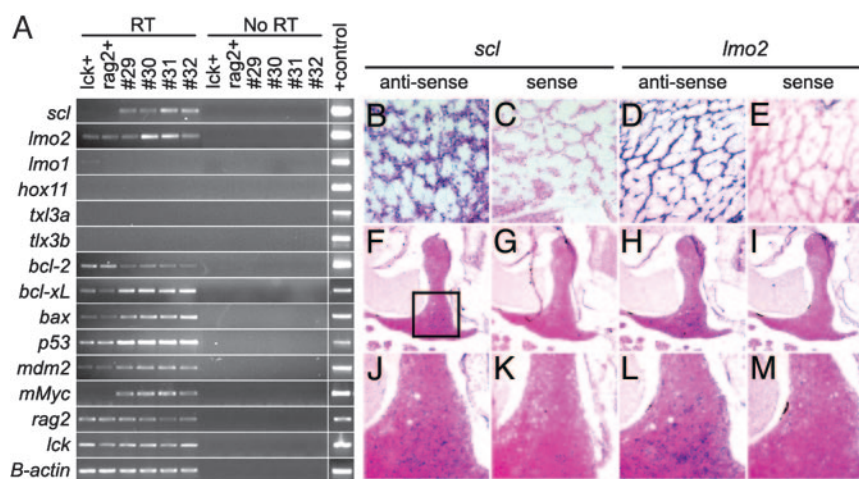 A
RT
No RT
lck+
rag2+
#29
#30
#31
#32
lck+
rag2+
#29
#30
#31
#32
+control
scl
lmo2
lmo1
hox11
txl3a
tlx3b
bcl-2
bcl-xL
bax
p53
mdm2
mMyc
rag2
lck
B-actin
scl
lmo2
anti-sense
sense
anti-sense
sense
B
C
D
E
F
G
H
I
J
K
L
M